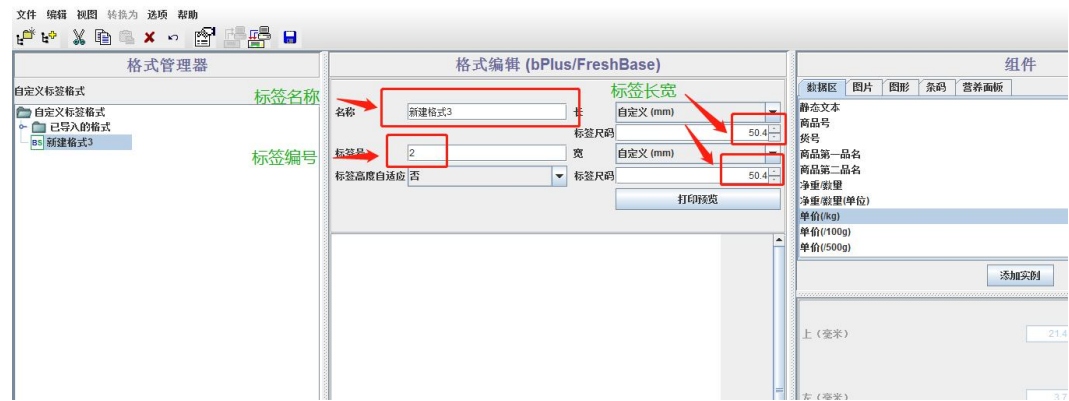 文件 编辑 视图 转换为 选项 帮助
格式管理器
格式编辑 (bPlus/FreshBase)
组件
自定义标签格式
自定义标签格式
已导入的格式
BS 新建格式3
标签名称
标签编号
标签长宽
名称 新建格式3 长 自定义 (mm)
标签尺码 50.4
标签号 2 宽 自定义 (mm)
标签高度自适应 否 标签尺码 50.4
打印预览
数据区 图片 图形 条码 营养面板
静态文本
商品号
货号
商品第一品名
商品第二品名
净重/数量
净重/数量(单位)
单价(/kg)
单价(/100g)
单价(/500g)
添加实例
上（毫米） 21.4
左（毫米） 3.7